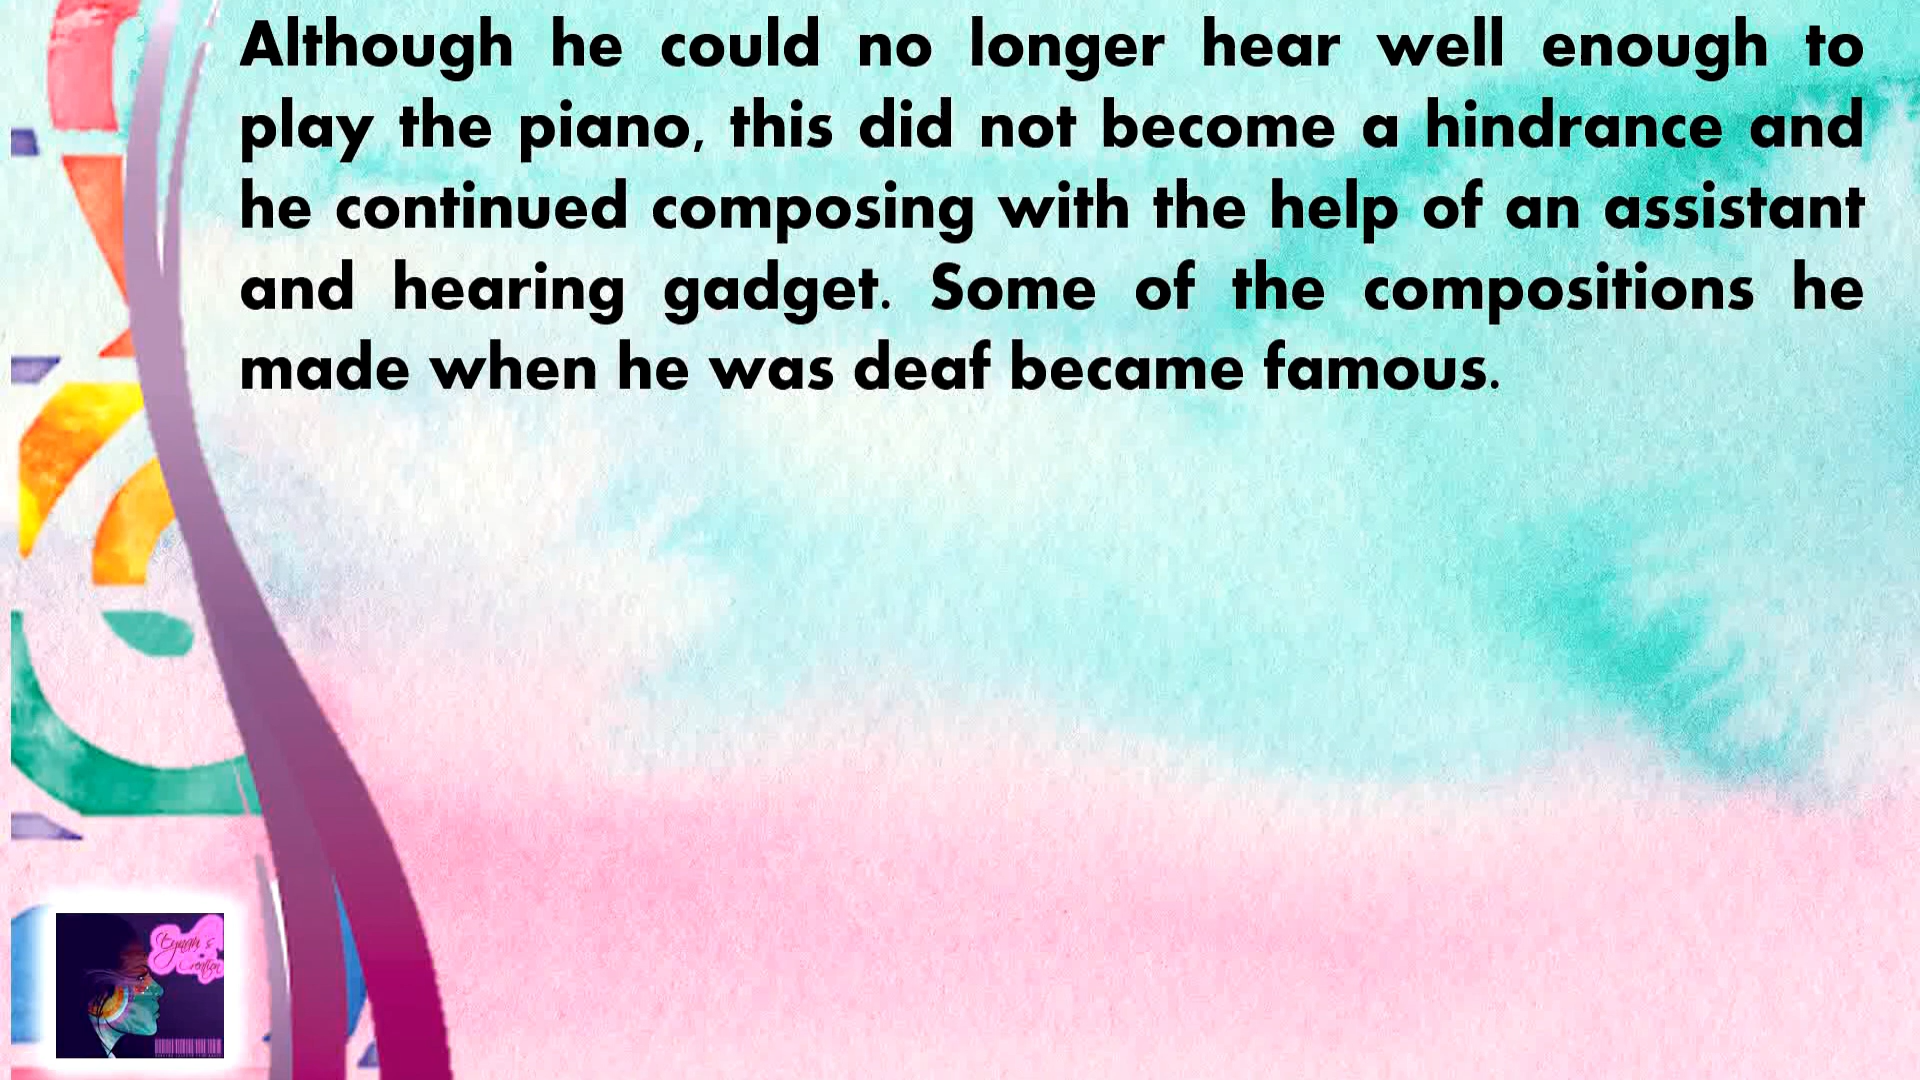 Although he could no longer hear well enough to
play the piano, this did not become a hindrance and
he continued composing with the help of an assistant
and hearing gadget. Some of the compositions he
made when he was deaf became famous.
Creation